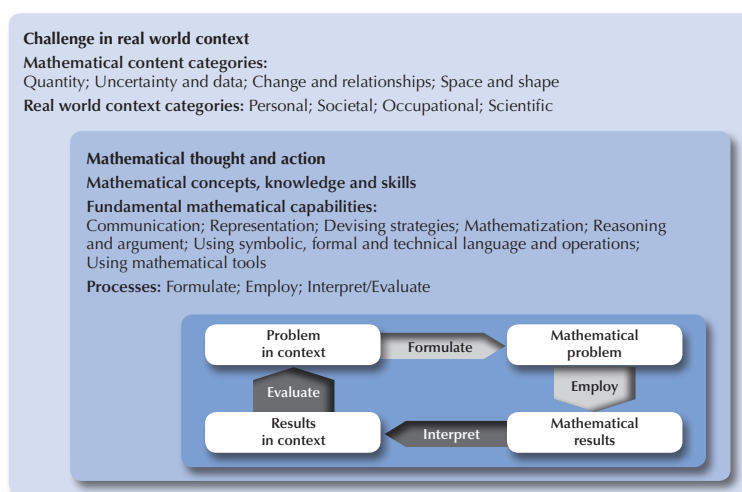 Challenge in real world context
Mathematical content categories:
Quantity; Uncertainty and data; Change and relationships; Space and shape
Real world context categories: Personal; Societal; Occupational; Scientific
Mathematical thought and action
Mathematical concepts, knowledge and skills
Fundamental mathematical capabilities:
Communication; Representation; Devising strategies; Mathematization; Reasoning
and argument; Using symbolic, formal and technical language and operations;
Using mathematical tools
Processes: Formulate; Employ; Interpret/Evaluate
Problem
in context
Formulate
Mathematical
problem
Evaluate
Employ
Results
in context
Interpret
Mathematical
results